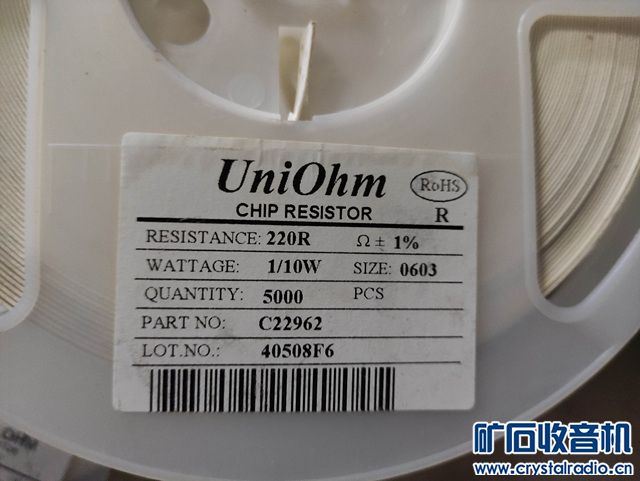 UniOhm
RoHS
CHIP RESISTOR R
RESISTANCE: 220R Ω ± 1%
WATTAGE: 1/10W SIZE: 0603
QUANTITY: 5000 PCS
PART NO: C22962
LOT.NO.: 40508F6
OHM
矿石收音机
www.crystalradio.cn